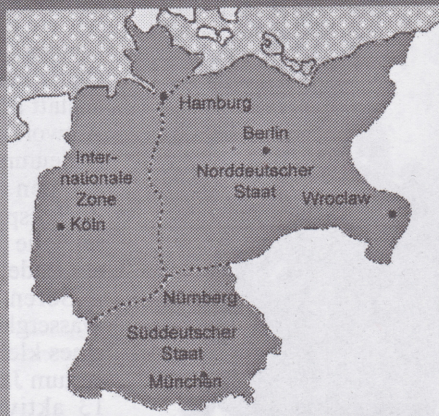 Hamburg
Berlin
Inter-
nationale
Zone
Norddeutscher
Staat
Wroclaw
Köln
Nürnberg
Süddeutscher
Staat
München